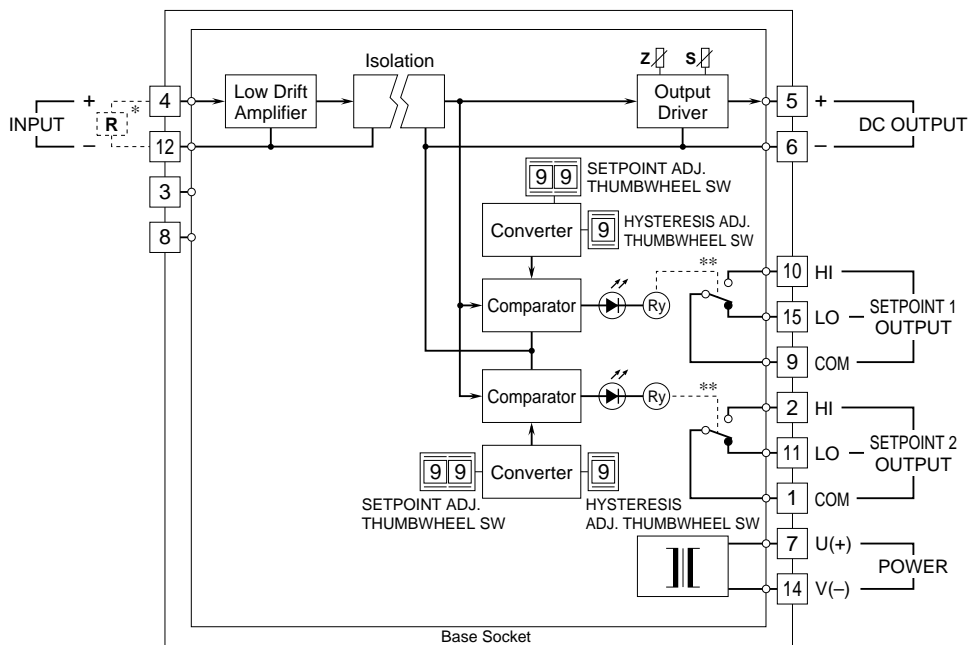 Isolation
Z S
4
Low Drift
Amplifier
Output
Driver
5 +
INPUT + R * –
DC OUTPUT
12
6 –
3
9 9
SETPOINT ADJ.
THUMBWHEEL SW
8
Converter
9
HYSTERESIS ADJ.
THUMBWHEEL SW
**
10 HI
Comparator
Ry
15 LO
SETPOINT 1
OUTPUT
9 COM
Comparator
Ry
**
2 HI
9 9
Converter
9
11 LO
SETPOINT 2
OUTPUT
SETPOINT ADJ.
THUMBWHEEL SW
HYSTERESIS
ADJ. THUMBWHEEL SW
1 COM
7 U(+)
POWER
14 V(–)
Base Socket